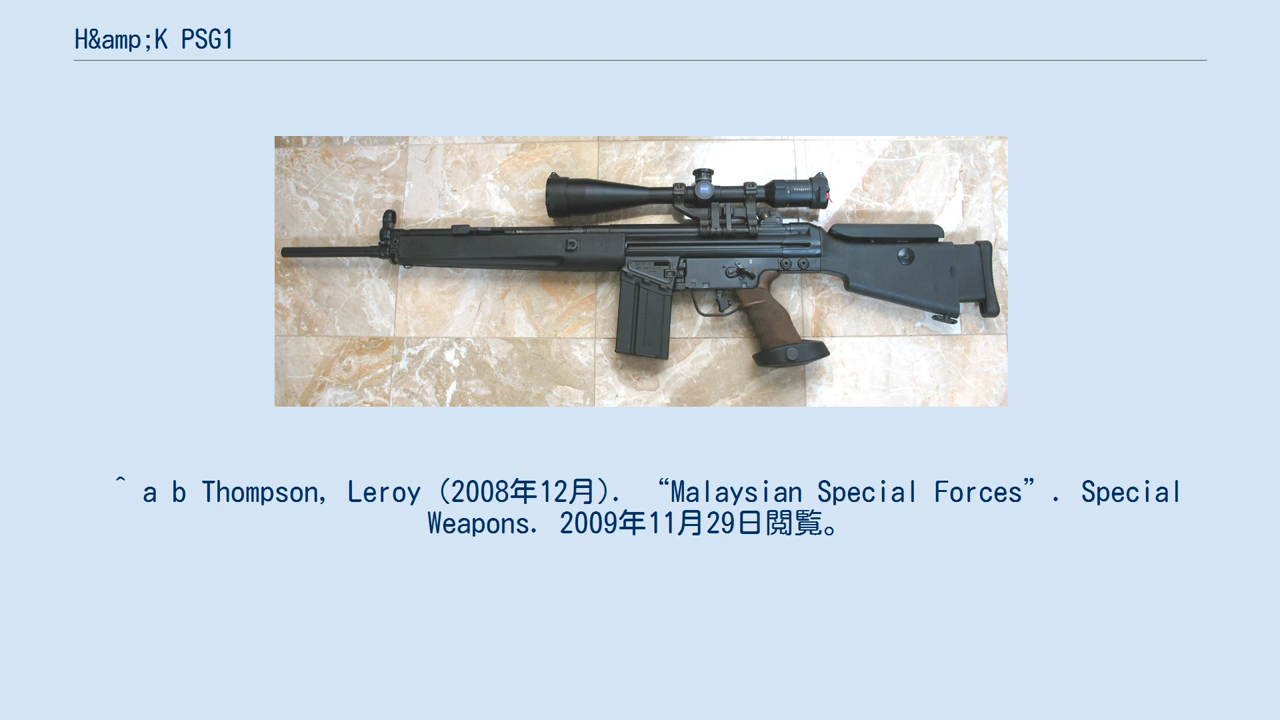 H&amp;K PSG1
^ a b Thompson, Leroy (2008年12月). “Malaysian Special Forces”. Special
Weapons. 2009年11月29日閲覧。